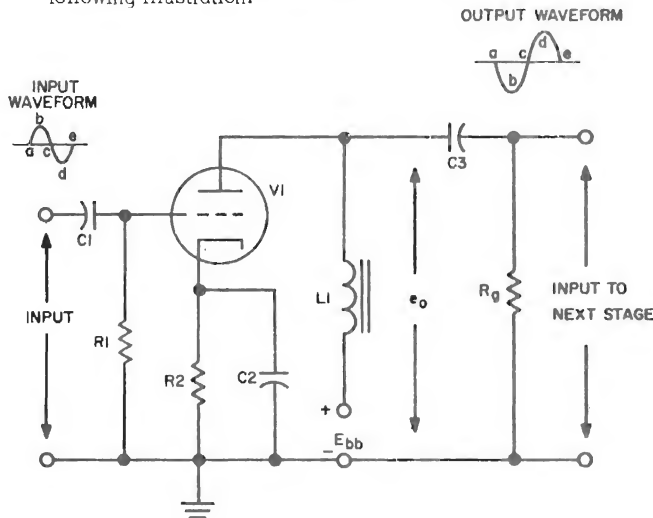 following illustration.
OUTPUT WAVEFORM
a
c
d
e
b
INPUT
WAVEFORM
b
a
c
e
d
V1
C3
C1
INPUT
R1
R2
C2
L1
e₀
Rg
INPUT TO
NEXT STAGE
+
− Ebb